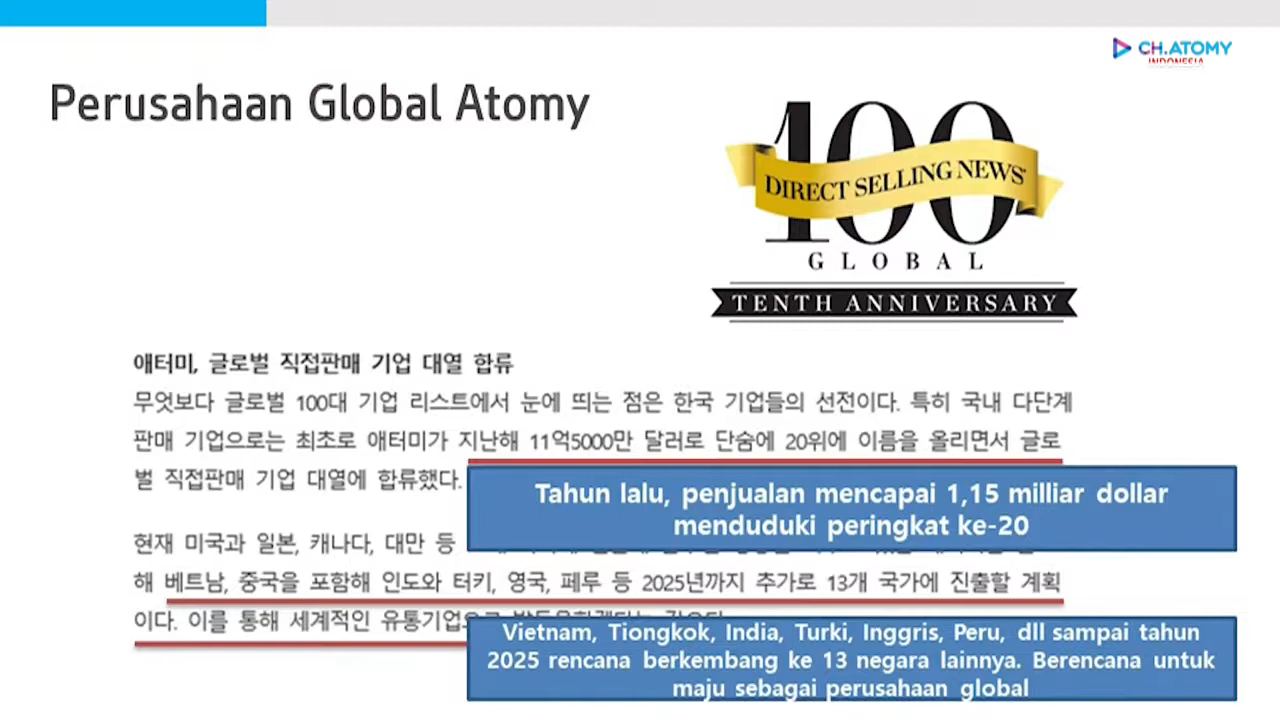 CH.ATOMY
INDONESIA
Perusahaan Global Atomy
100
DIRECT SELLING NEWS
GLOBAL
TENTH ANNIVERSARY
애터미, 글로벌 직접판매 기업 대열 합류
무엇보다 글로벌 100대 기업 리스트에서 눈에 띄는 점은 한국 기업들의 선전이다. 특히 국내 다단계
판매 기업으로는 최초로 애터미가 지난해 11억5000만 달러로 단숨에 20위에 이름을 올리면서 글로
벌 직접판매 기업 대열에 합류했다.
Tahun lalu, penjualan mencapai 1,15 milliar dollar
menduduki peringkat ke-20
현재 미국과 일본, 캐나다, 대만 등
해 베트남, 중국을 포함해 인도와 터키, 영국, 페루 등 2025년까지 추가로 13개 국가에 진출할 계획
이다. 이를 통해 세계적인
Vietnam, Tiongkok, India, Turki, Inggris, Peru, dll sampai tahun
2025 rencana berkembang ke 13 negara lainnya. Berencana untuk
maju sebagai perusahaan global